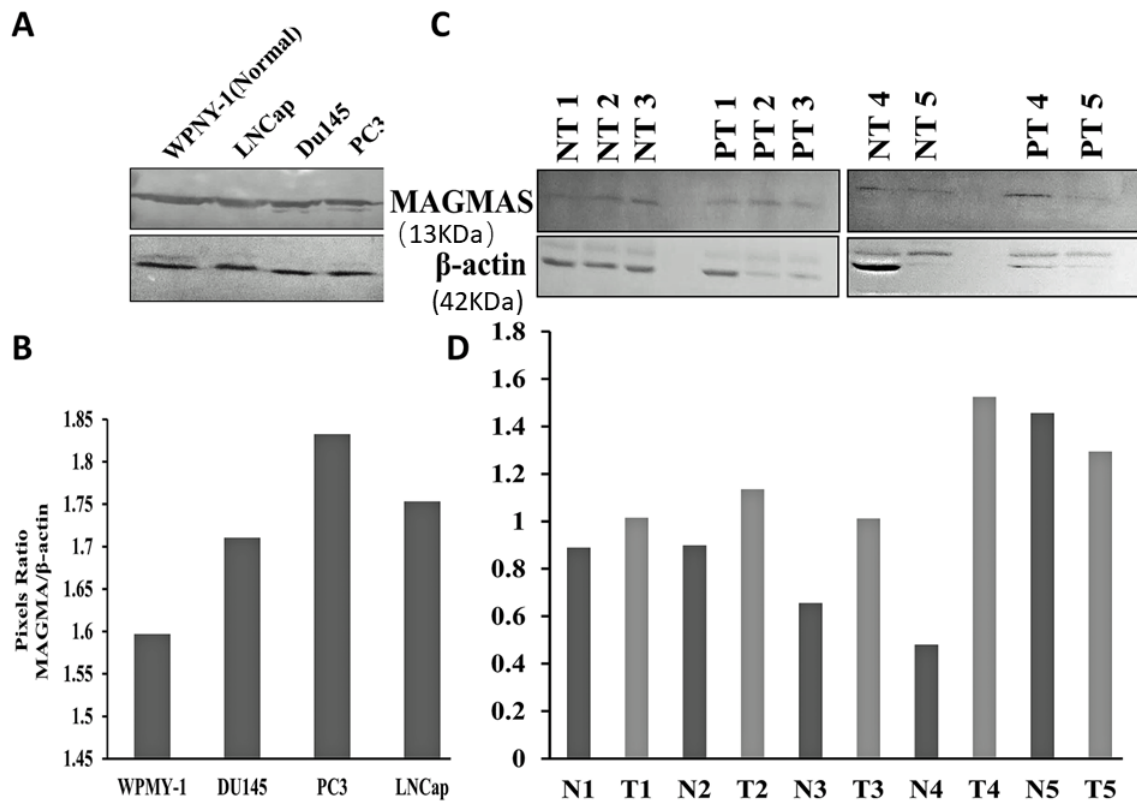 A
WPNY-1(Normal)
LNCap
Du145
PC3
MAGMAS
(13KDa)
β-actin
(42KDa)
C
NT 1
NT 2
NT 3
PT 1
PT 2
PT 3
NT 4
NT 5
PT 4
PT 5
B
Pixels Ratio
MAGMA/β-actin
1.85
1.8
1.75
1.7
1.65
1.6
1.55
1.5
1.45
WPMY-1 DU145 PC3 LNCap
D
1.8
1.6
1.4
1.2
1
0.8
0.6
0.4
0.2
0
N1 T1 N2 T2 N3 T3 N4 T4 N5 T5